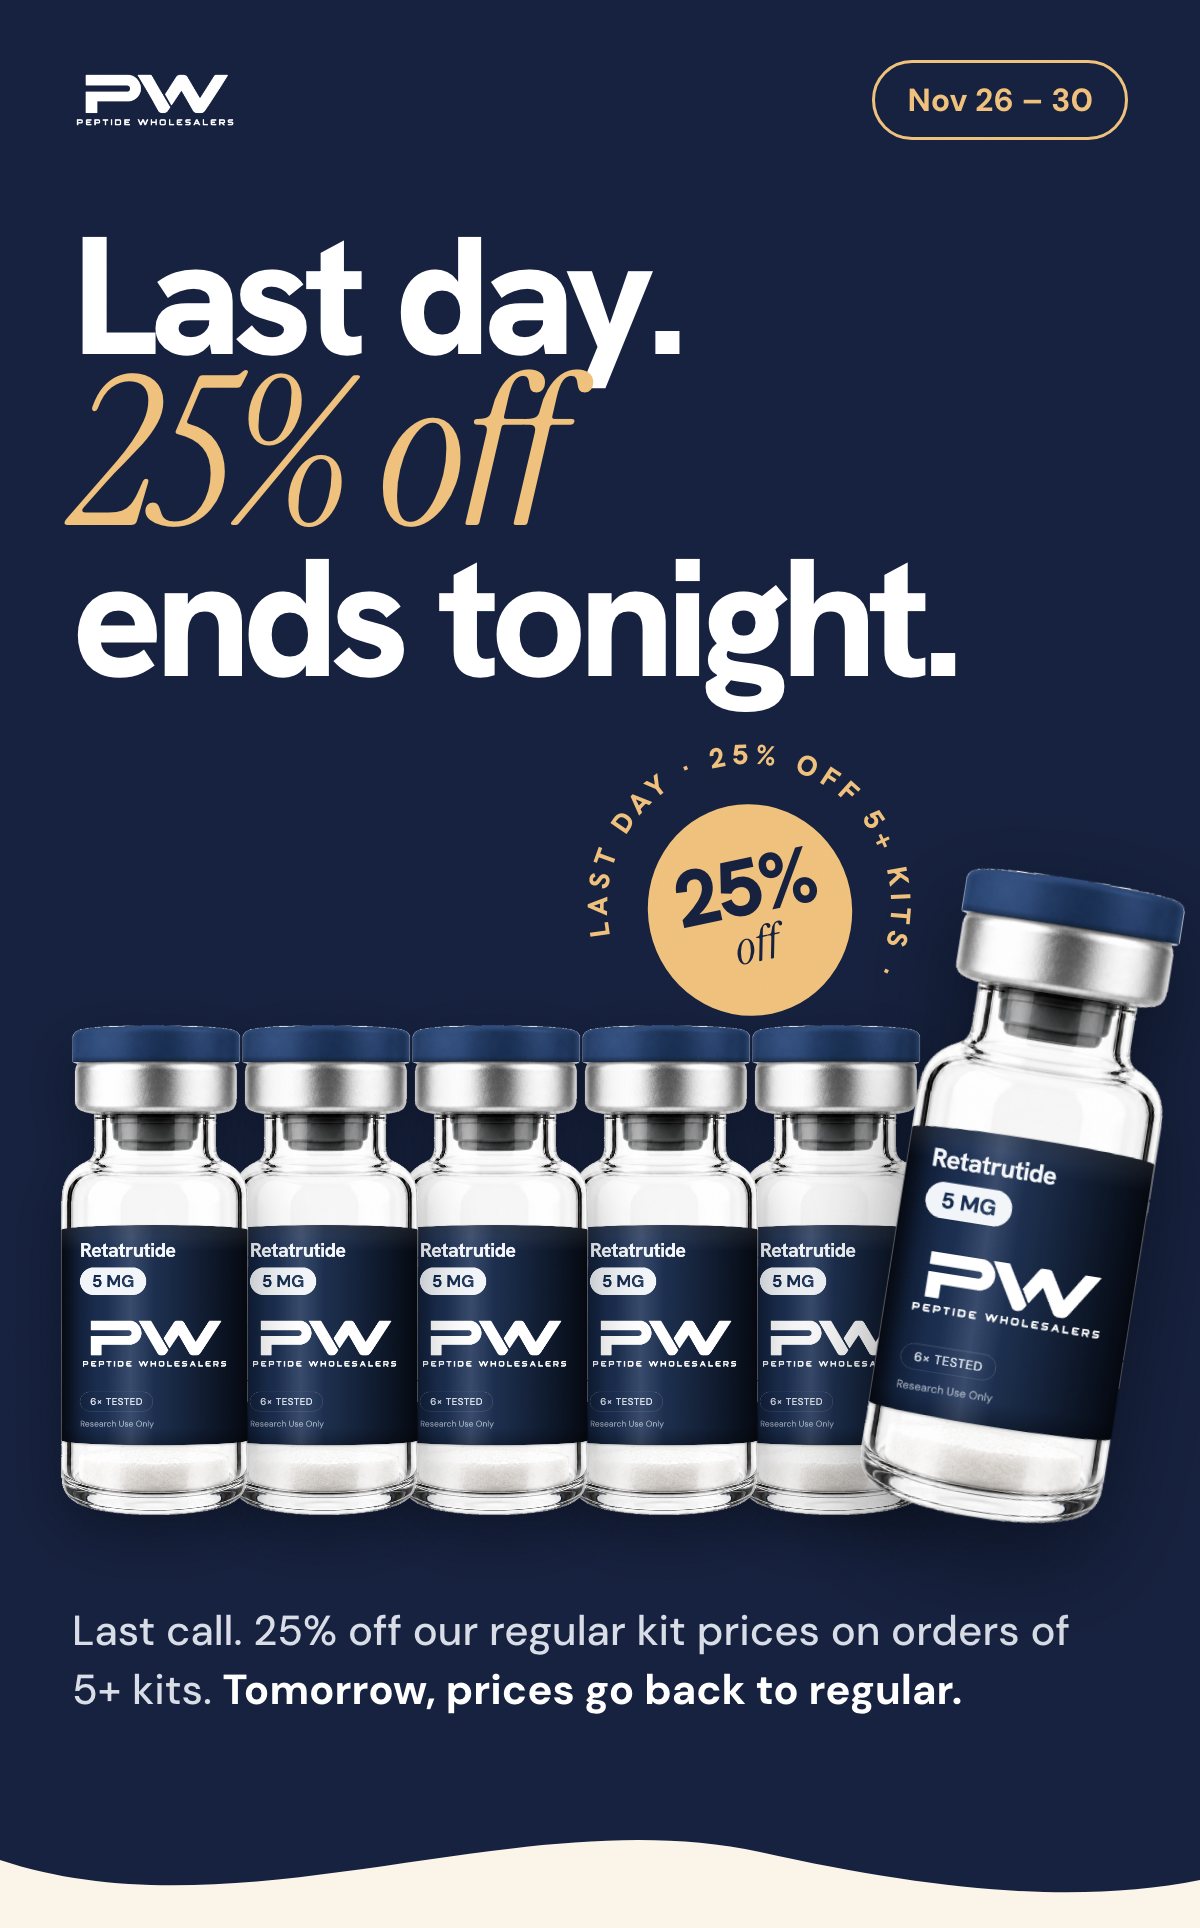 PW
PEPTIDE WHOLESALERS
Nov 26 – 30
Last day.
25% off
ends tonight.
LAST DAY · 25% OFF 5+ KITS ·
25%
off
Retatrutide
5 MG
PW
PEPTIDE WHOLESALERS
6× TESTED
Research Use Only
Retatrutide
5 MG
PW
PEPTIDE WHOLESALERS
6× TESTED
Research Use Only
Retatrutide
5 MG
PW
PEPTIDE WHOLESALERS
6× TESTED
Research Use Only
Retatrutide
5 MG
PW
PEPTIDE WHOLESALERS
6× TESTED
Research Use Only
Retatrutide
5 MG
PW
PEPTIDE WHOLESA
6× TESTED
Research Use Only
Retatrutide
5 MG
PW
PEPTIDE WHOLESALERS
6× TESTED
Research Use Only
Last call. 25% off our regular kit prices on orders of
5+ kits. Tomorrow, prices go back to regular.